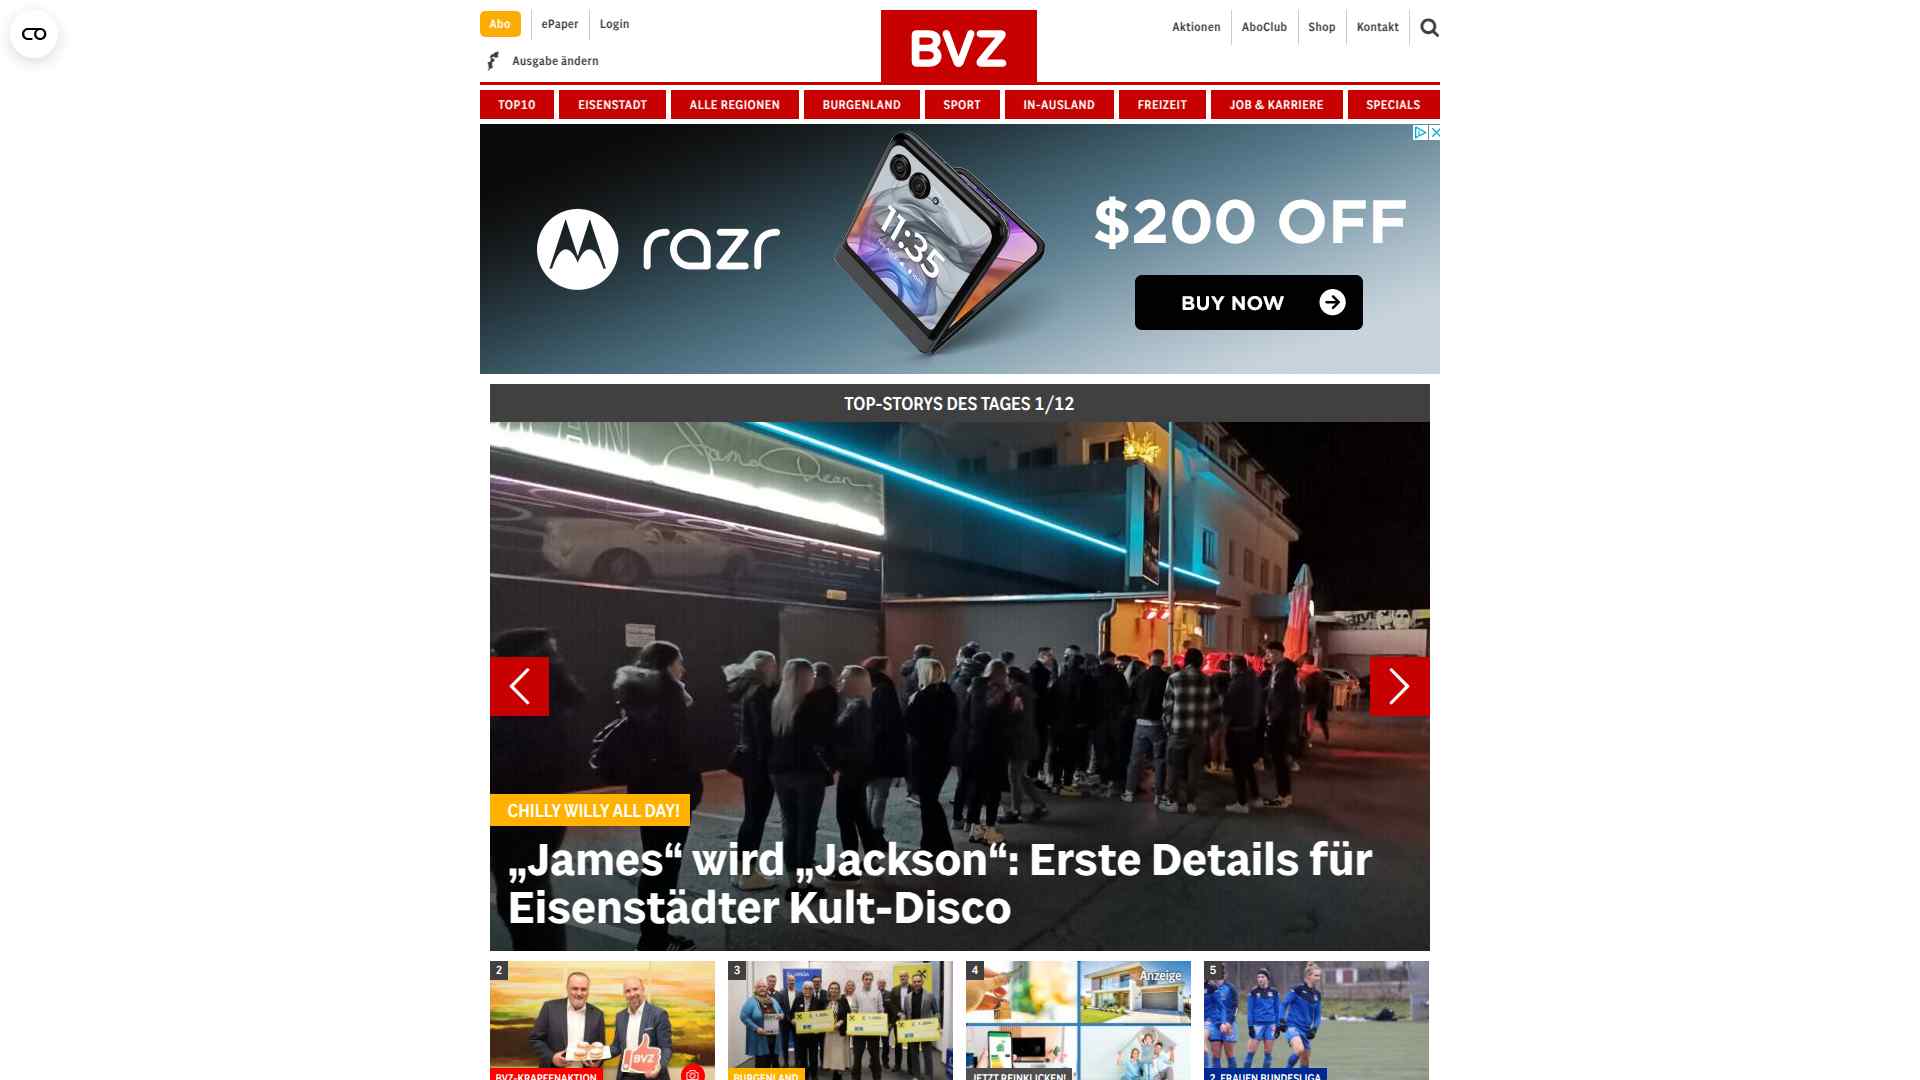 Abo
ePaper
Login
Ausgabe ändern
BVZ
Aktionen
AboClub
Shop
Kontakt
TOP10
EISENSTADT
ALLE REGIONEN
BURGENLAND
SPORT
IN-AUSLAND
FREIZEIT
JOB & KARRIERE
SPECIALS
razr
11:35
$200 OFF
BUY NOW
TOP-STORYS DES TAGES 1/12
James Dean
CHILLY WILLY ALL DAY!
„James“ wird „Jackson“: Erste Details für
Eisenstädter Kult-Disco
2
BVZ
BVZ-KRAPFENAKTION
3
BURGENLAND
4
Anzeige
JETZT REINKLICKEN!
5
2. FRAUEN BUNDESLIGA